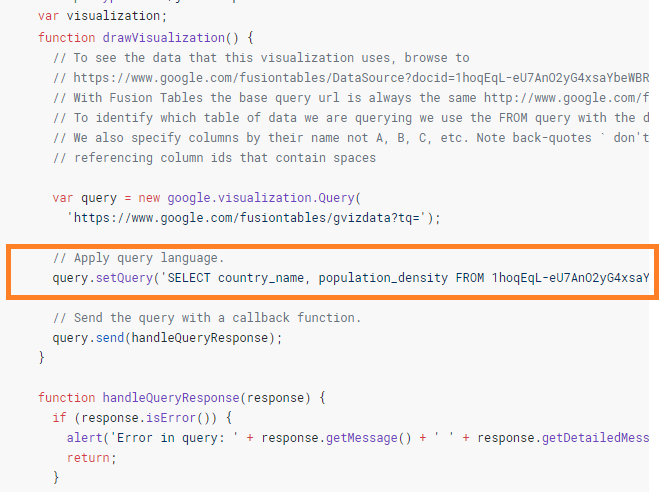 var visualization;
function drawVisualization() {
// To see the data that this visualization uses, browse to
// https://www.google.com/fusiontables/DataSource?docid=1hoqEqL-eU7AnO2yG4xsaYbeWBR
// With Fusion Tables the base query url is always the same http://www.google.com/f
// To identify which table of data we are querying we use the FROM query with the d
// We also specify columns by their name not A, B, C, etc. Note back-quotes ` don't
// referencing column ids that contain spaces
var query = new google.visualization.Query(
'https://www.google.com/fusiontables/gvizdata?tq=');
// Apply query language.
query.setQuery('SELECT country_name, population_density FROM 1hoqEqL-eU7AnO2yG4xsaY
// Send the query with a callback function.
query.send(handleQueryResponse);
}
function handleQueryResponse(response) {
if (response.isError()) {
alert('Error in query: ' + response.getMessage() + ' ' + response.getDetailedMess
return;
}